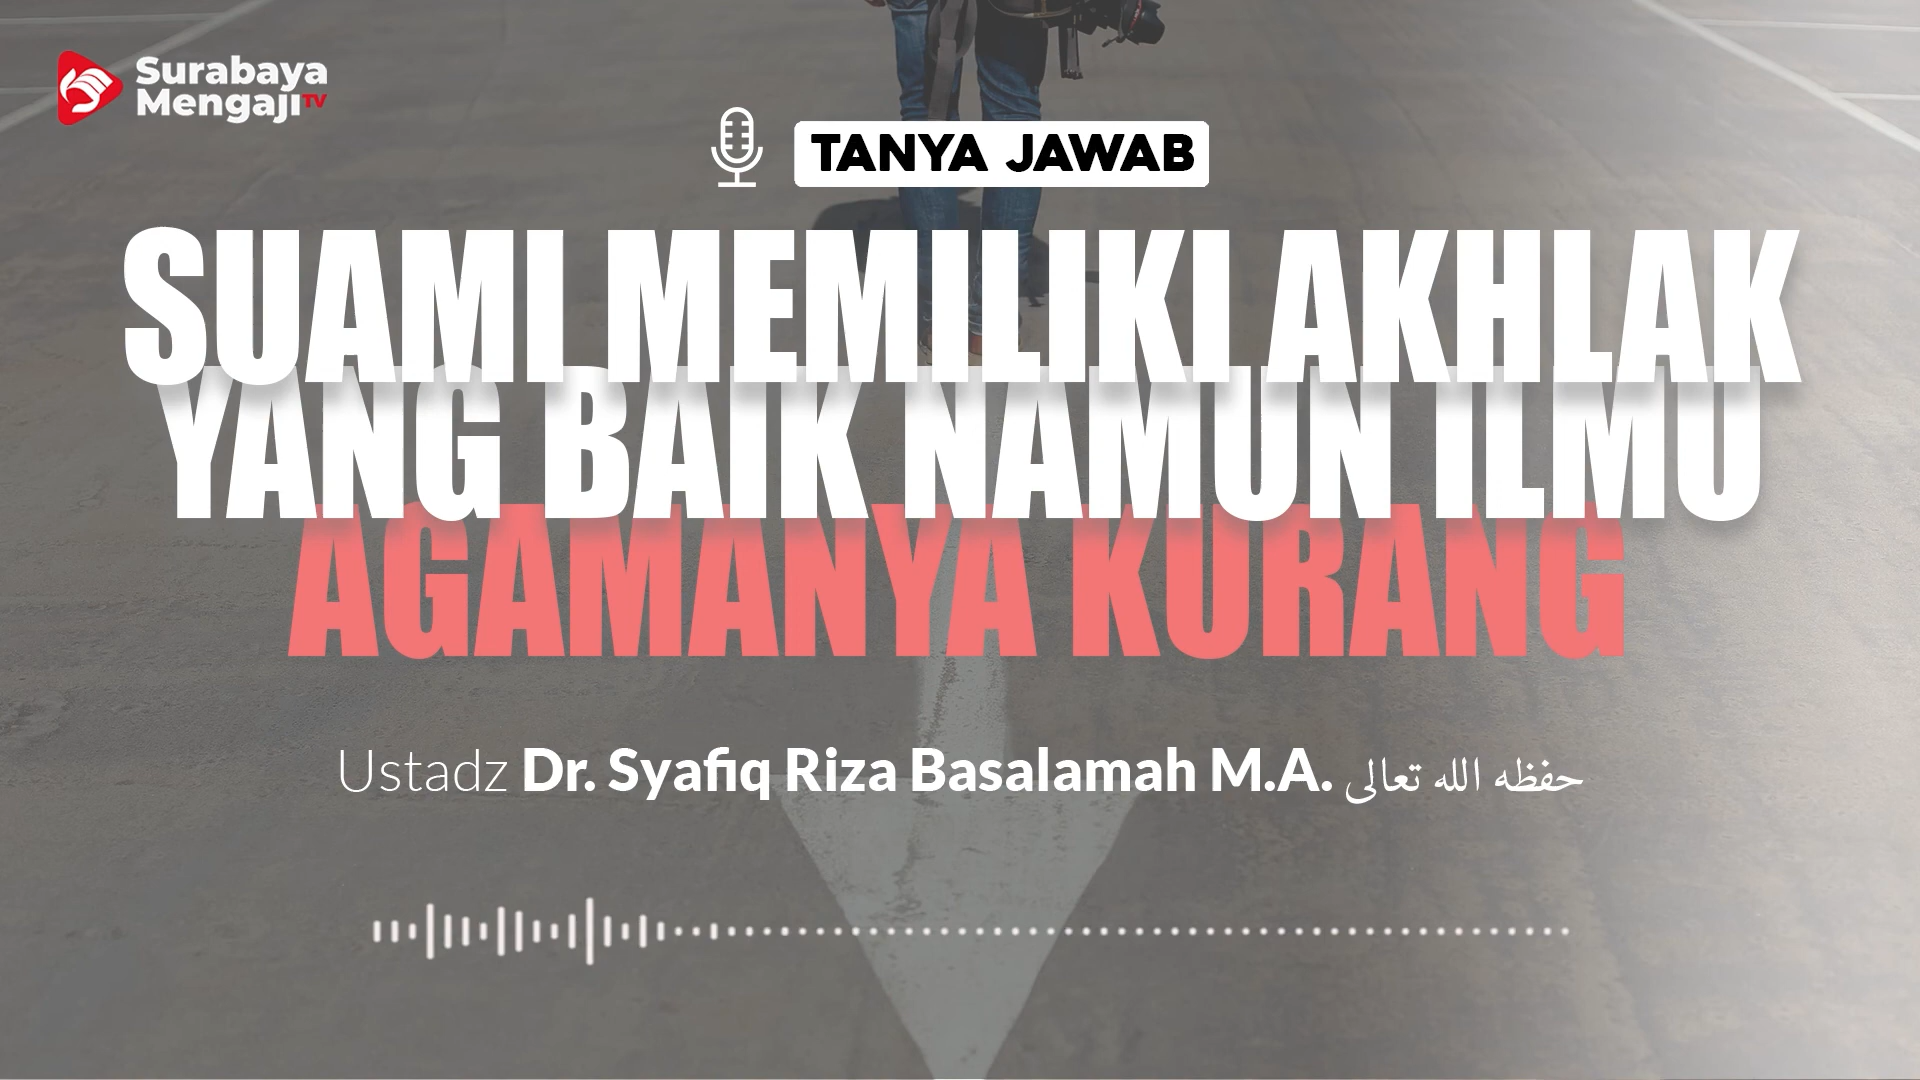 Surabaya
MengajiTV
TANYA JAWAB
SUAMI MEMILIKI AKHLAK
YANG BAIK NAMUN ILMU
AGAMANYA KURANG
Ustadz Dr. Syafiq Riza Basalamah M.A. حفظه الله تعالى